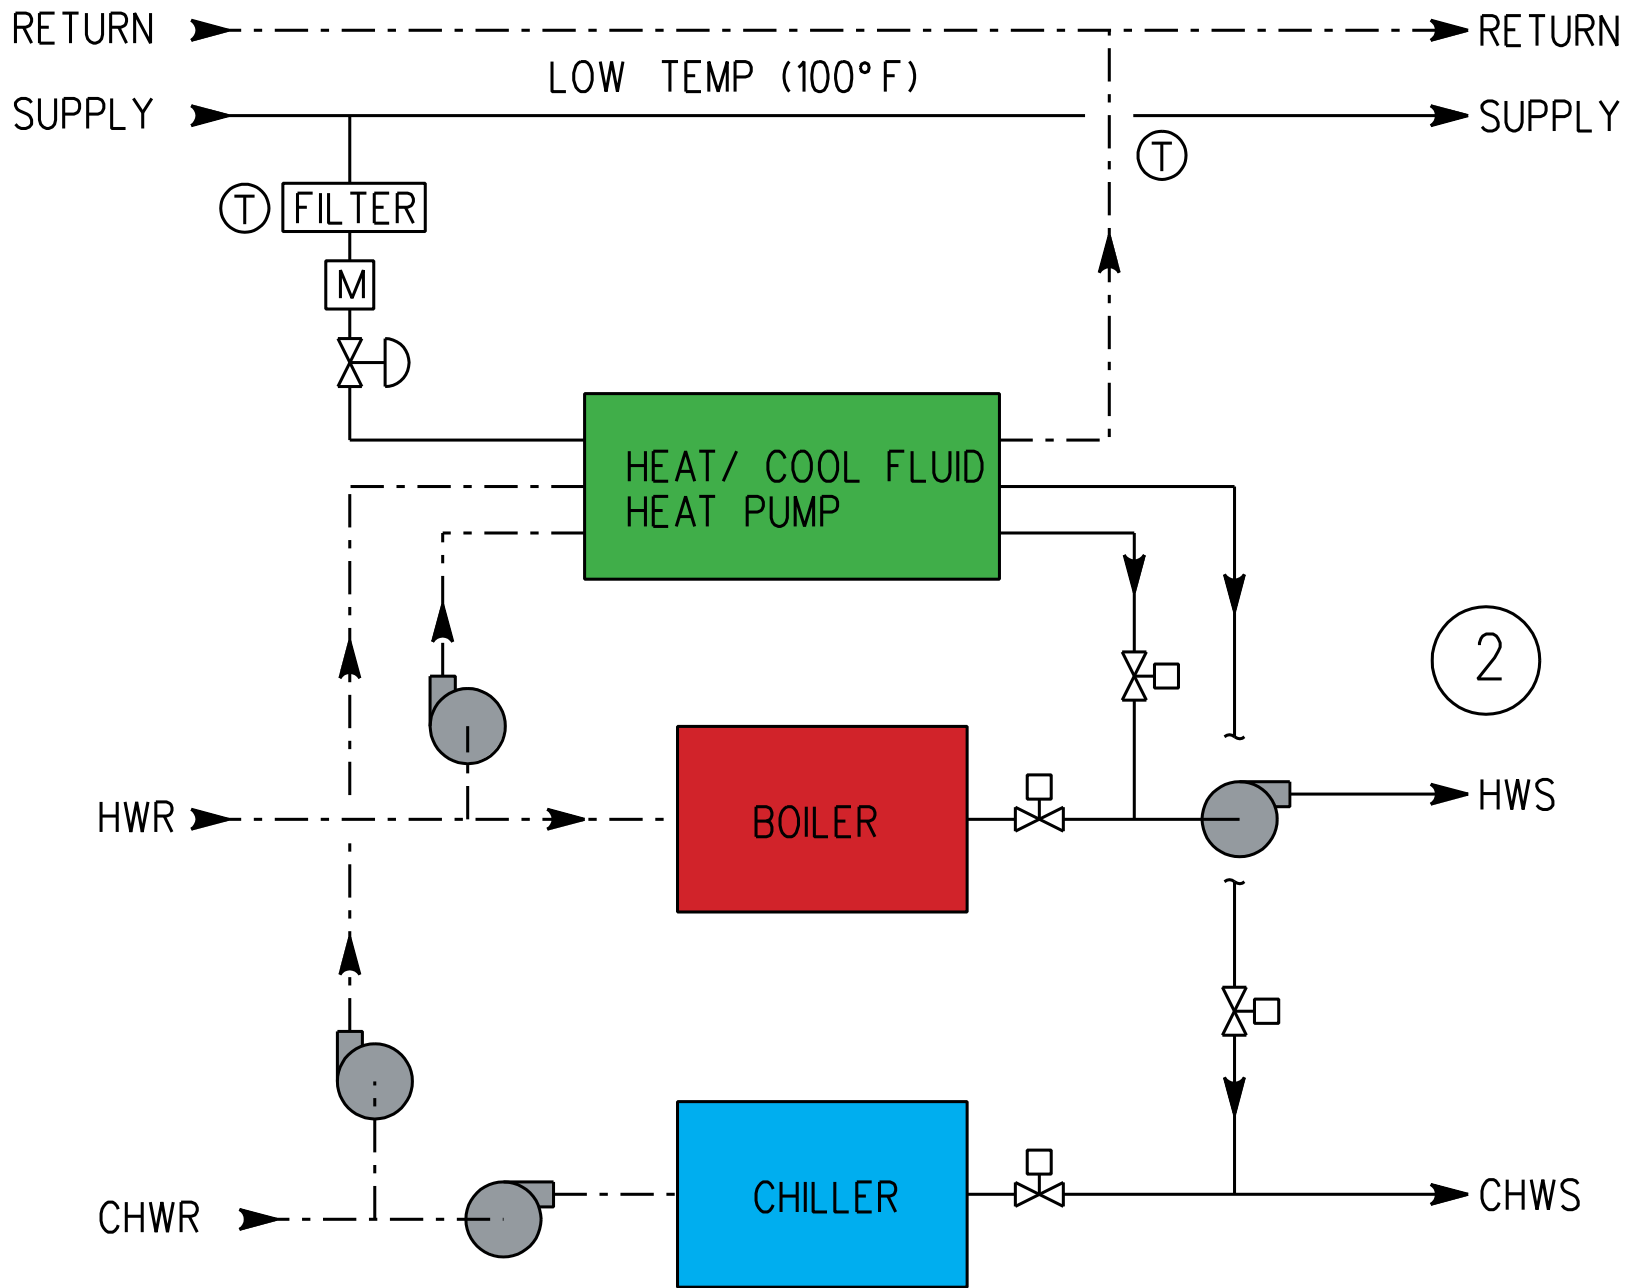 RETURN
RETURN
LOW TEMP (100°F)
SUPPLY
SUPPLY
T
T
FILTER
M
HEAT/ COOL FLUID
HEAT PUMP
2
HWS
HWR
BOILER
CHILLER
CHWS
CHWR